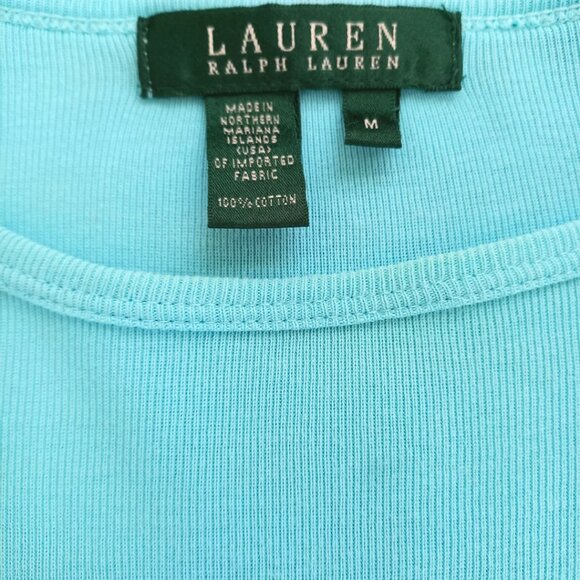 LAUREN
RALPH LAUREN
MADE IN
NORTHERN
MARIANA
ISLANDS
(USA)
OF IMPORTED
FABRIC
100% COTTON
M